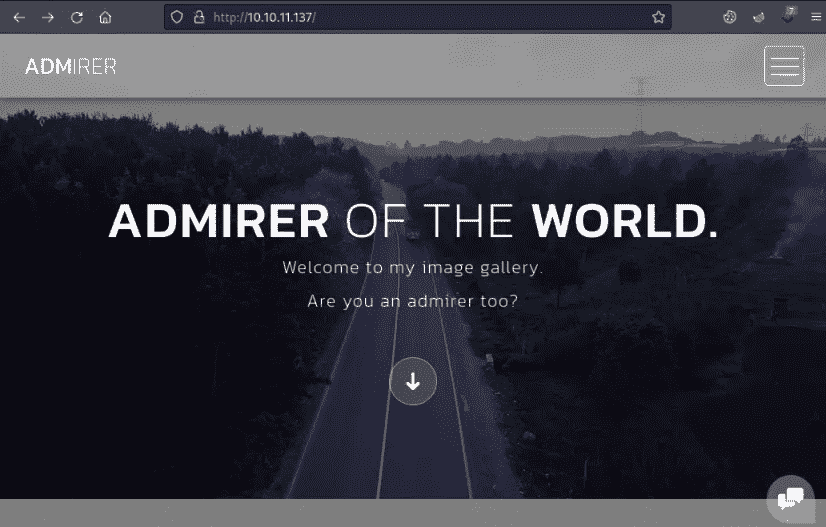 http://10.10.11.137/
7
ADMIRER
ADMIRER OF THE WORLD.
Welcome to my image gallery.
Are you an admirer too?